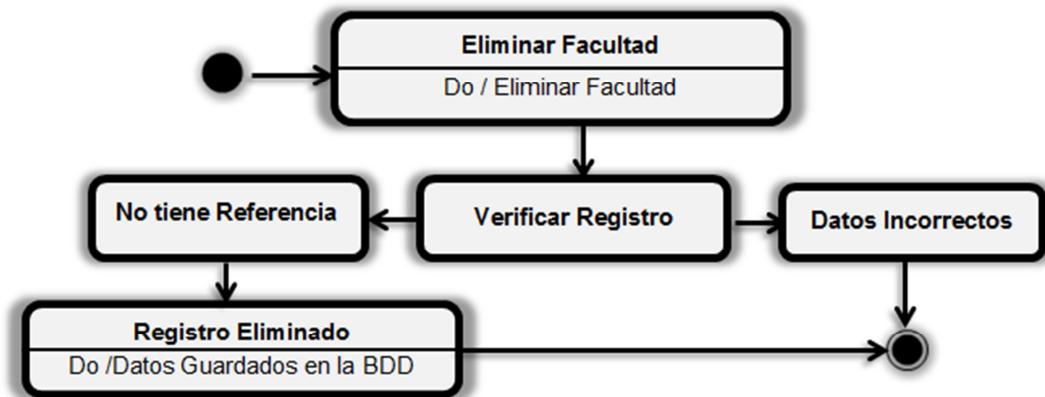 Eliminar Facultad
Do / Eliminar Facultad
No tiene Referencia
Verificar Registro
Datos Incorrectos
Registro Eliminado
Do /Datos Guardados en la BDD